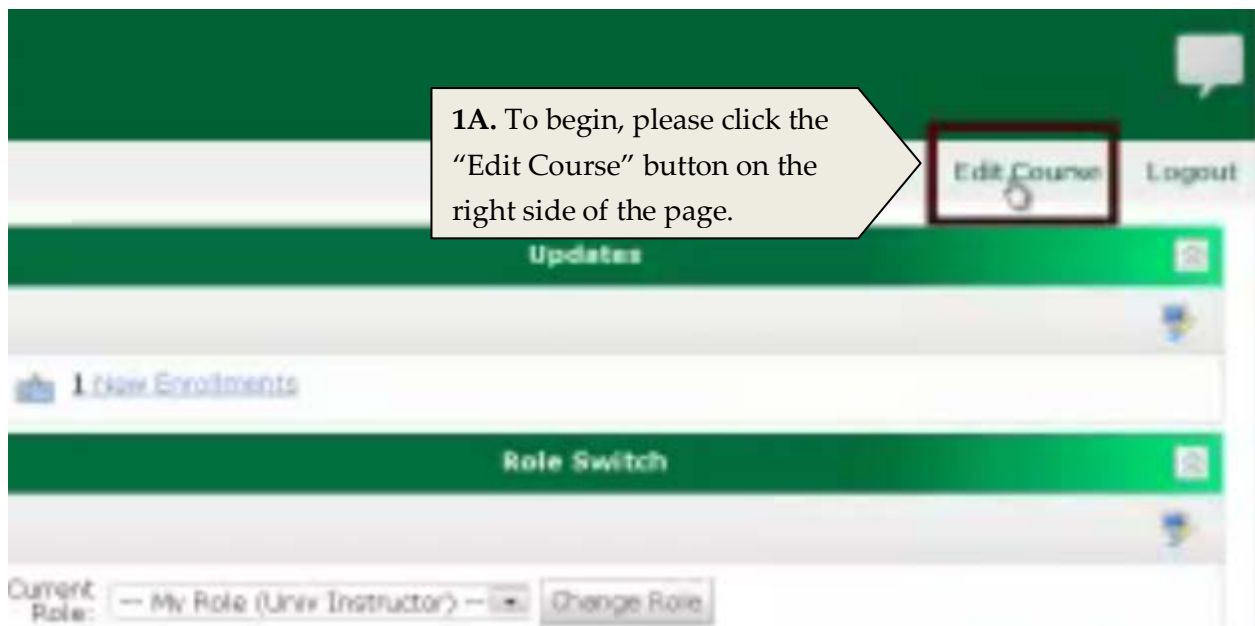 1A. To begin, please click the
“Edit Course” button on the
right side of the page.
Edit Course Logout
Updates
1 New Enrollments
Role Switch
Current
Role: -- My Role (Univ Instructor) -- Change Role